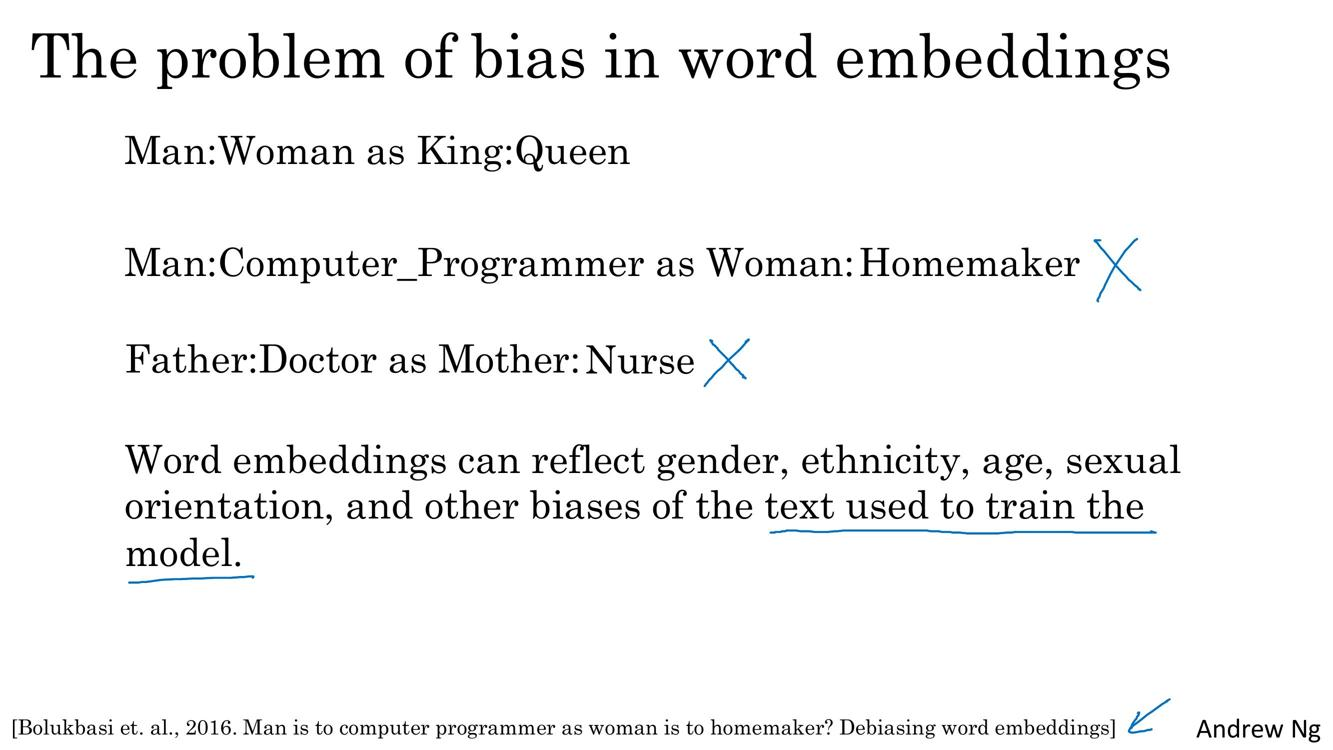 The problem of bias in word embeddings
Man:Woman as King:Queen
Man:Computer_Programmer as Woman:Homemaker
Father:Doctor as Mother:Nurse
Word embeddings can reflect gender, ethnicity, age, sexual
orientation, and other biases of the text used to train the
model.
[Bolukbasi et. al., 2016. Man is to computer programmer as woman is to homemaker? Debiasing word embeddings]
Andrew Ng